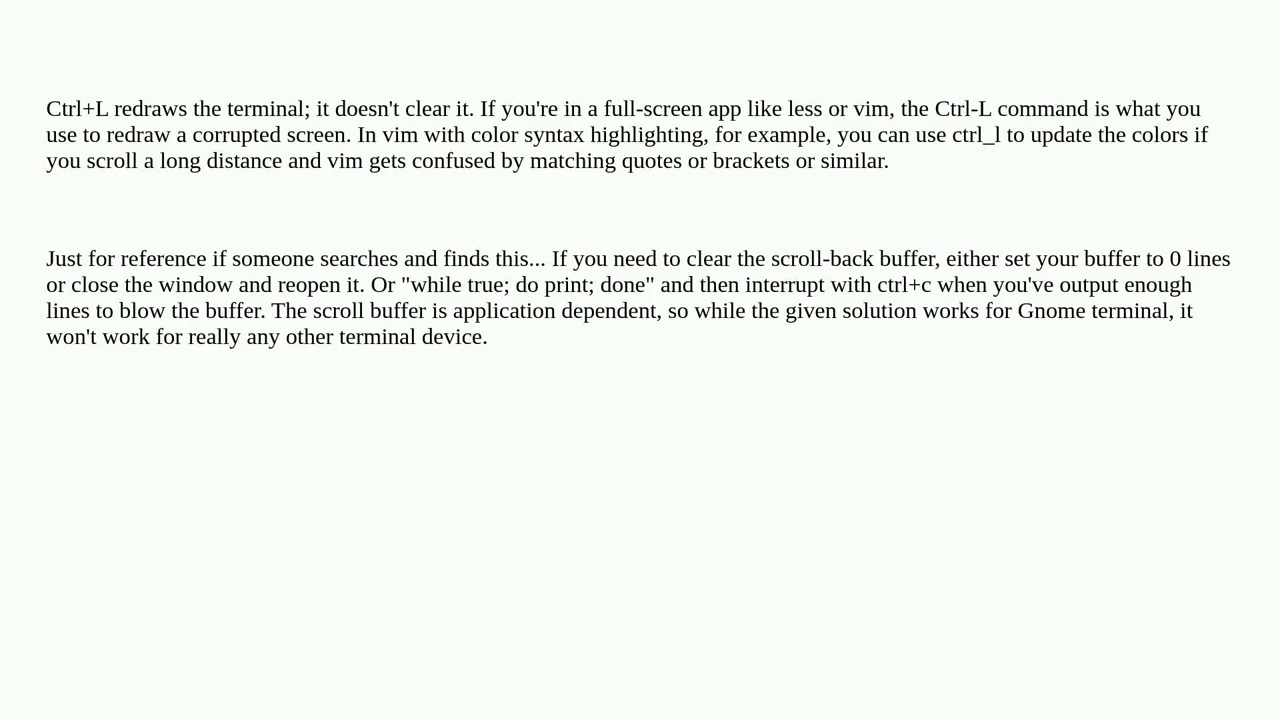 Ctrl+L redraws the terminal; it doesn't clear it. If you're in a full-screen app like less or vim, the Ctrl-L command is what you
use to redraw a corrupted screen. In vim with color syntax highlighting, for example, you can use ctrl_l to update the colors if
you scroll a long distance and vim gets confused by matching quotes or brackets or similar.
Just for reference if someone searches and finds this... If you need to clear the scroll-back buffer, either set your buffer to 0 lines
or close the window and reopen it. Or "while true; do print; done" and then interrupt with ctrl+c when you've output enough
lines to blow the buffer. The scroll buffer is application dependent, so while the given solution works for Gnome terminal, it
won't work for really any other terminal device.